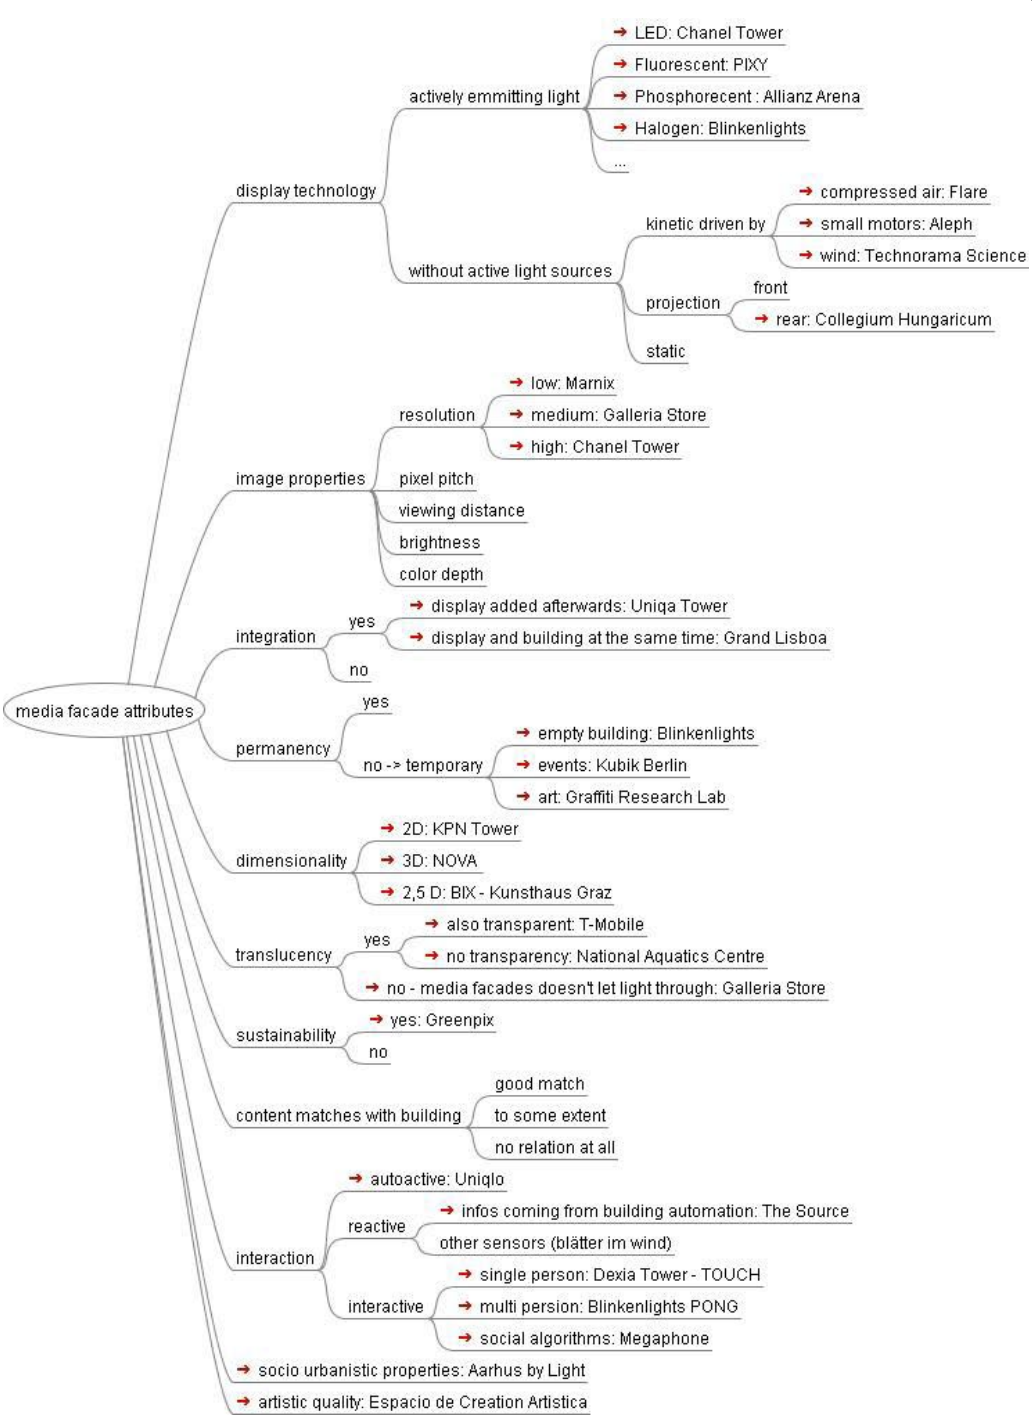 LED: Chanel Tower
Fluorescent: PIXY
actively emmitting light
Phosphorecent : Allianz Arena
Halogen: Blinkenlights
...
display technology
compressed air: Flare
kinetic driven by
small motors: Aleph
wind: Technorama Science
without active light sources
front
projection
rear: Collegium Hungaricum
static
low: Marnix
resolution
medium: Galleria Store
high: Chanel Tower
image properties
pixel pitch
viewing distance
brightness
color depth
display added afterwards: Uniqa Tower
yes
integration
display and building at the same time: Grand Lisboa
no
media facade attributes
yes
empty building: Blinkenlights
permanency
no -> temporary
events: Kubik Berlin
art: Graffiti Research Lab
2D: KPN Tower
dimensionality
3D: NOVA
2,5 D: BIX - Kunsthaus Graz
also transparent: T-Mobile
yes
translucency
no transparency: National Aquatics Centre
no - media facades doesn't let light through: Galleria Store
yes: Greenpix
sustainability
no
good match
content matches with building
to some extent
no relation at all
autoactive: Uniqlo
infos coming from building automation: The Source
reactive
other sensors (blätter im wind)
interaction
single person: Dexia Tower - TOUCH
interactive
multi persion: Blinkenlights PONG
social algorithms: Megaphone
socio urbanistic properties: Aarhus by Light
artistic quality: Espacio de Creation Artistica